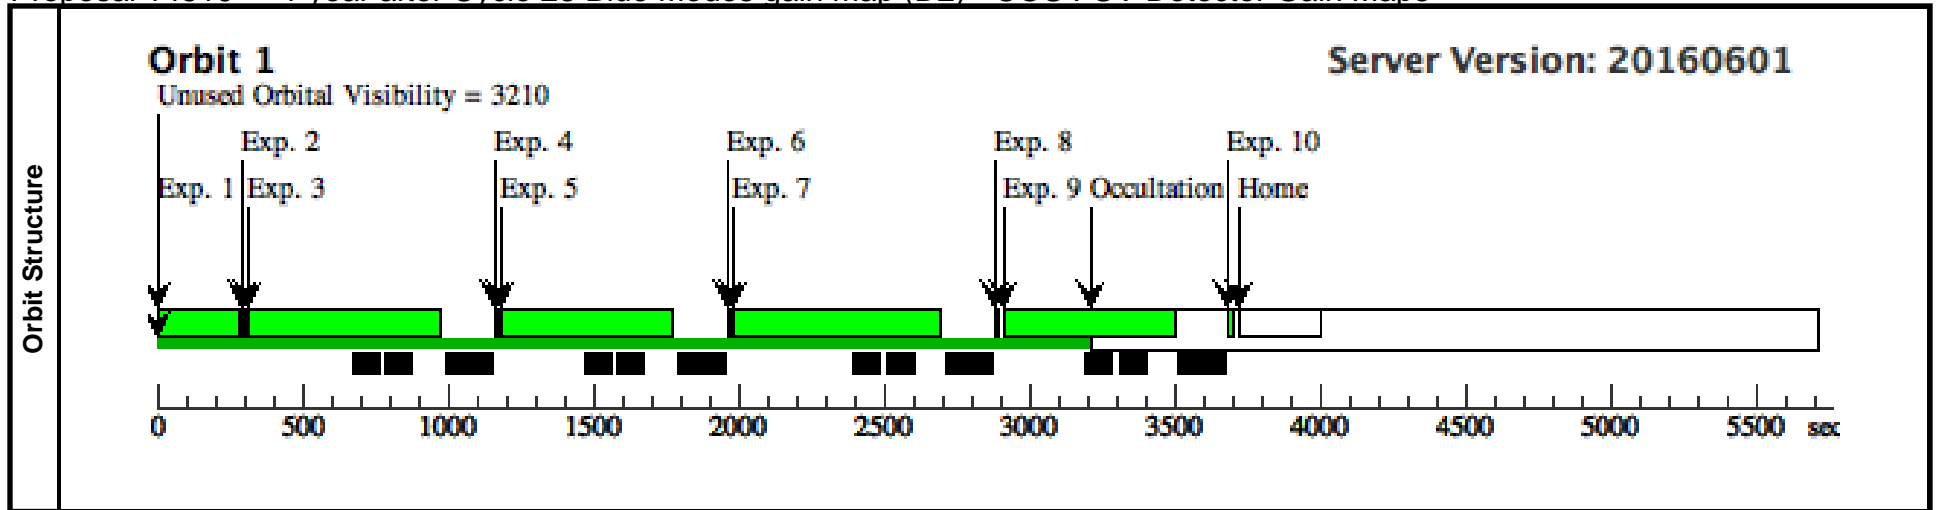 Orbit Structure
Orbit 1
Server Version: 20160601
Unused Orbital Visibility = 3210
Exp. 2
Exp. 4
Exp. 6
Exp. 8
Exp. 10
Exp. 1
Exp. 3
Exp. 5
Exp. 7
Exp. 9
Occultation
Home
0 500 1000 1500 2000 2500 3000 3500 4000 4500 5000 5500 sec